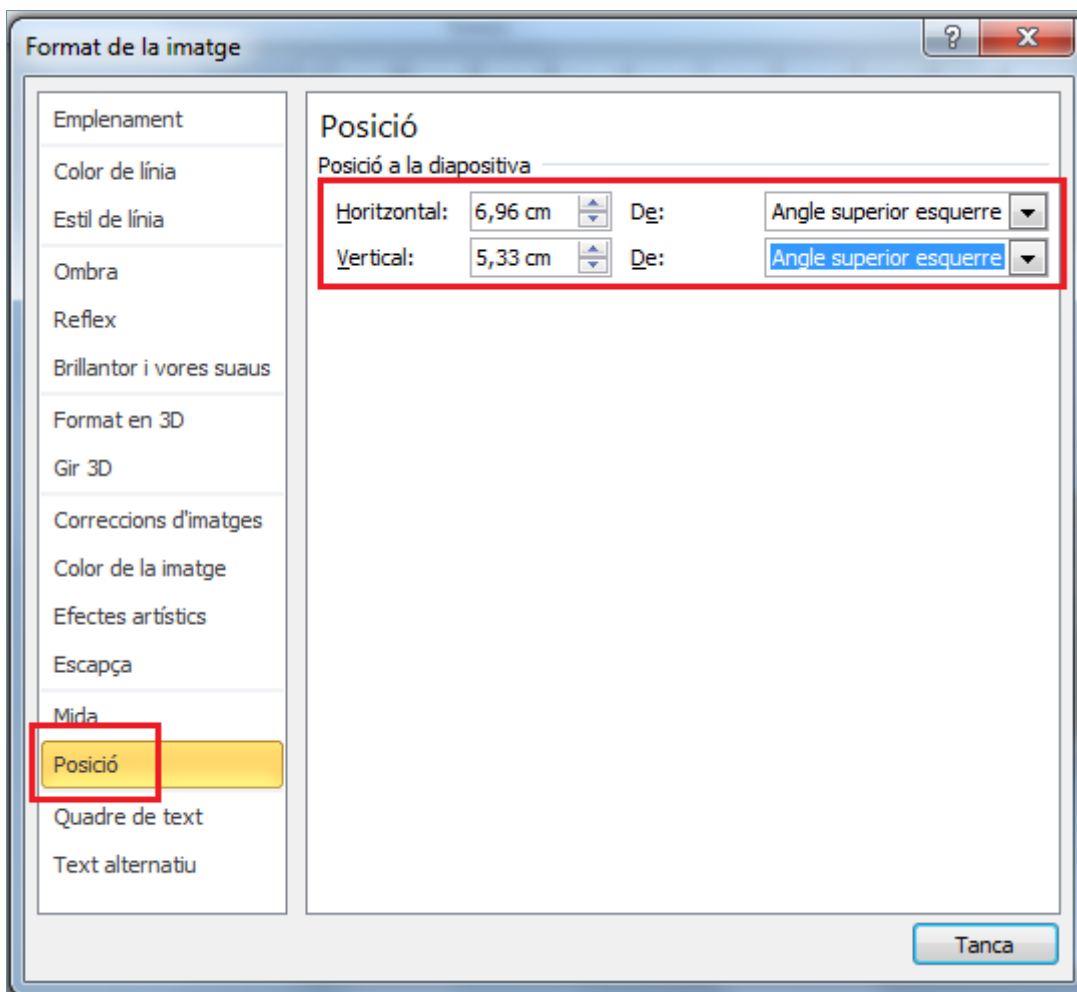 Format de la imatge
Emplenament
Color de línia
Estil de línia
Ombra
Reflex
Brillantor i vores suaus
Format en 3D
Gir 3D
Correccions d'imatges
Color de la imatge
Efectes artístics
Escapça
Mida
Posició
Quadre de text
Text alternatiu
Posició
Posició a la diapositiva
Horitzontal: 6,96 cm De: Angle superior esquerre
Vertical: 5,33 cm De: Angle superior esquerre
Tanca